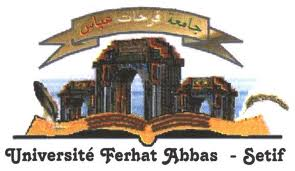 جامعة فرحات عباس
Université Ferhat Abbas - Setif